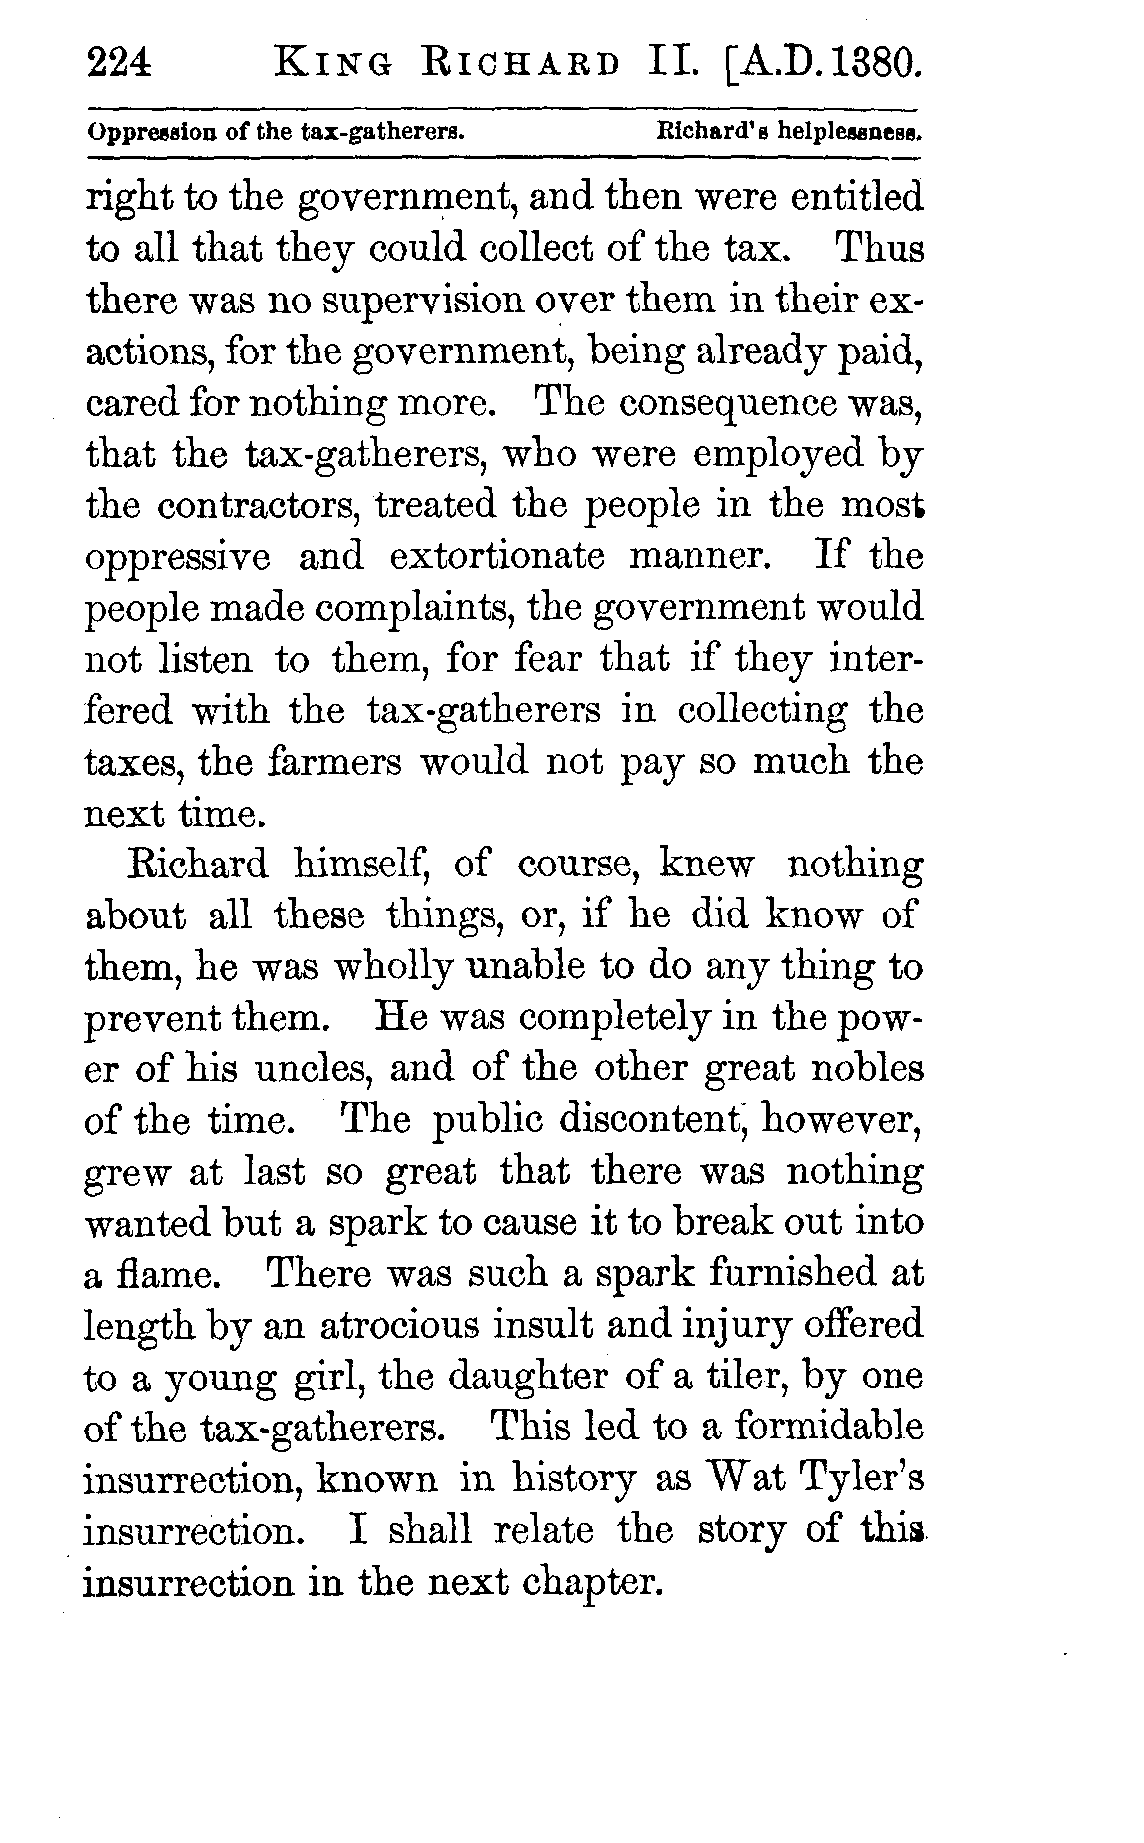 224 KING RICHARD II. [A.D. 1380.
Oppression of the tax-gatherers. Richard's helplessness.
right to the government, and then were entitled
to all that they could collect of the tax. Thus
there was no supervision over them in their ex-
actions, for the government, being already paid,
cared for nothing more. The consequence was,
that the tax-gatherers, who were employed by
the contractors, treated the people in the most
oppressive and extortionate manner. If the
people made complaints, the government would
not listen to them, for fear that if they inter-
fered with the tax-gatherers in collecting the
taxes, the farmers would not pay so much the
next time.
Richard himself, of course, knew nothing
about all these things, or, if he did know of
them, he was wholly unable to do any thing to
prevent them. He was completely in the pow-
er of his uncles, and of the other great nobles
of the time. The public discontent, however,
grew at last so great that there was nothing
wanted but a spark to cause it to break out into
a flame. There was such a spark furnished at
length by an atrocious insult and injury offered
to a young girl, the daughter of a tiler, by one
of the tax-gatherers. This led to a formidable
insurrection, known in history as Wat Tyler's
insurrection. I shall relate the story of this
insurrection in the next chapter.